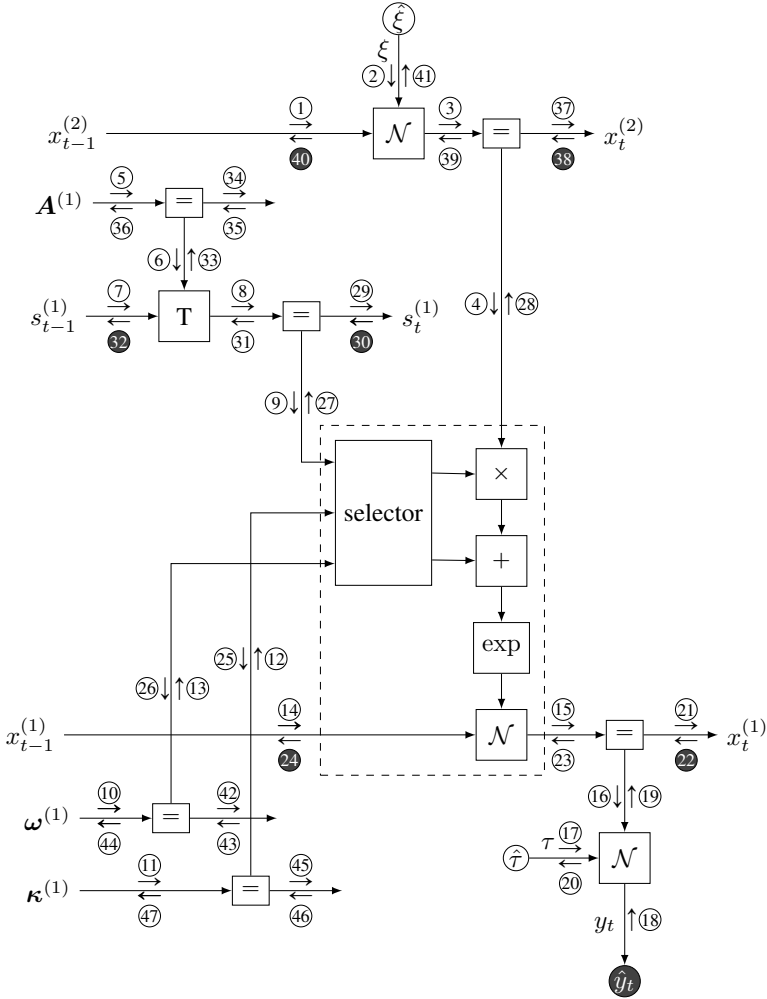 ξ̂
ξ
② ④①
① ③ ㊲
x_{t-1}^{(2)} 𝒩 = x_t^{(2)}
㊵ ㊴ ㊳
⑤ ㉞
A^{(1)} =
㊱ ㉟
⑥ ㉝
⑦ ⑧ ㉙
s_{t-1}^{(1)} T = s_t^{(1)}
㉜ ㉛ ㉚
④ ㉘
⑨ ㉗
selector ×
+
exp
㉕ ⑫
㉖ ⑬
⑭ ⑮ ㉑
x_{t-1}^{(1)} 𝒩 = x_t^{(1)}
㉔ ㉓ ㉒
⑩ ㊷
ω^{(1)} =
㊹ ㊸
⑯ ⑲
⑪ ㊺
κ^{(1)} =
㊼ ㊻
τ ⑰
τ̂ 𝒩
⑳
y_t ⑱
ŷ_t